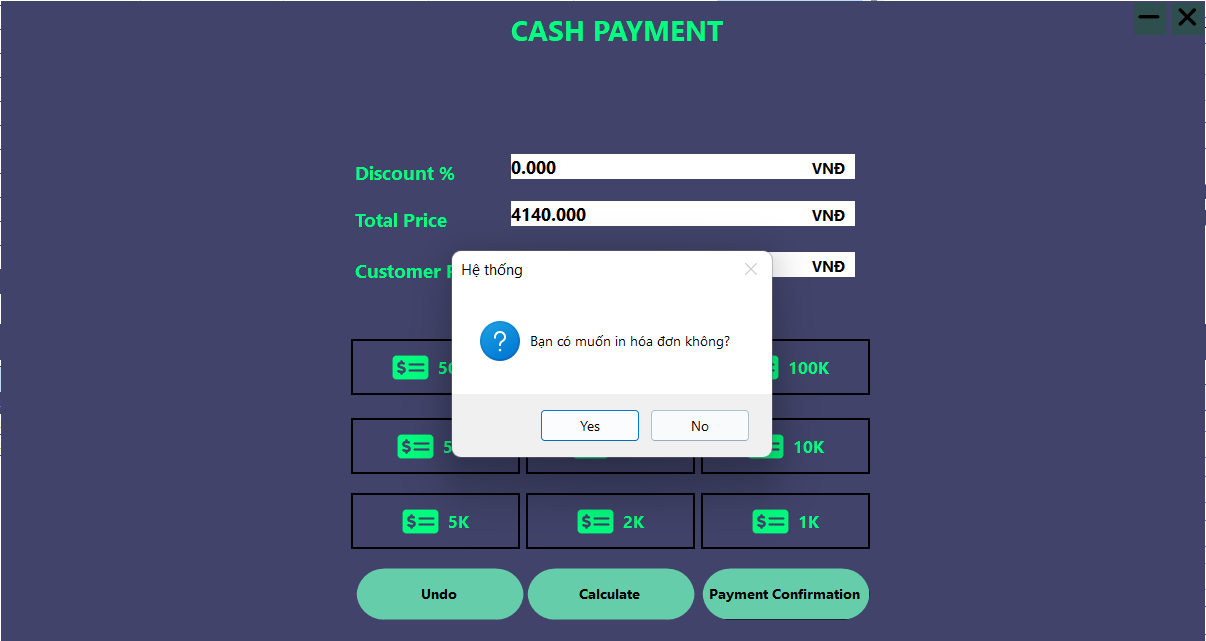 CASH PAYMENT
Discount %
0.000
VNĐ
Total Price
4140.000
VNĐ
Customer
VNĐ
Hệ thống
Bạn có muốn in hóa đơn không?
Yes
No
100K
10K
5K
2K
1K
Undo
Calculate
Payment Confirmation